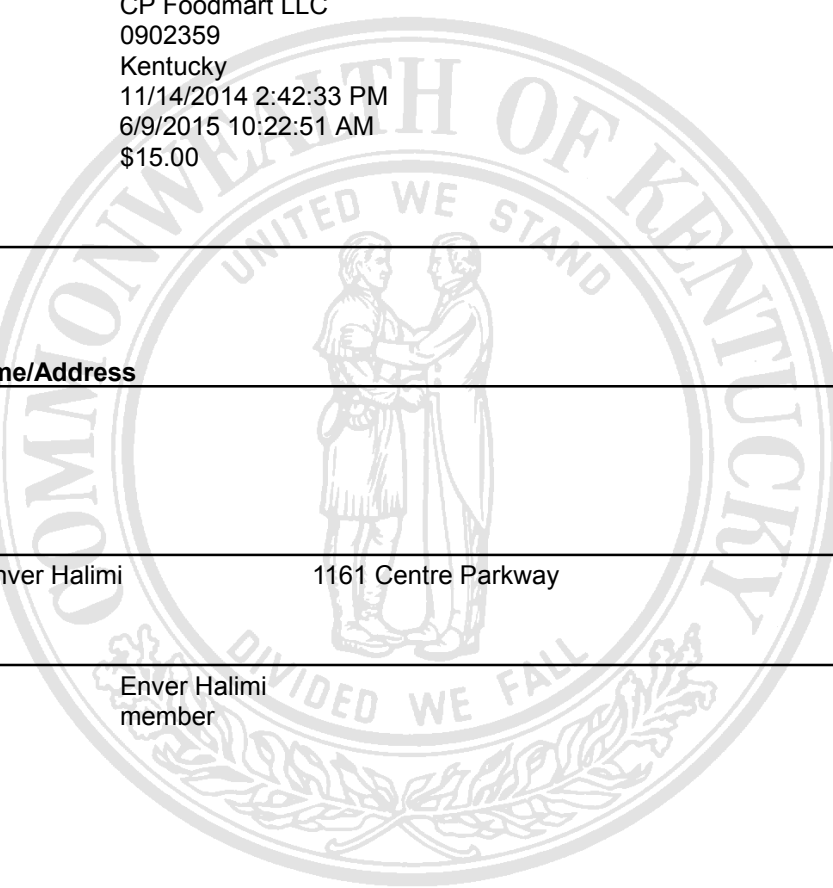 CP Foodmart LLC
0902359
Kentucky
11/14/2014 2:42:33 PM
6/9/2015 10:22:51 AM
$15.00
COMMONWEALTH OF KENTUCKY
UNITED WE STAND
me/Address
nver Halimi 1161 Centre Parkway
DIVIDED WE FALL
Enver Halimi
member